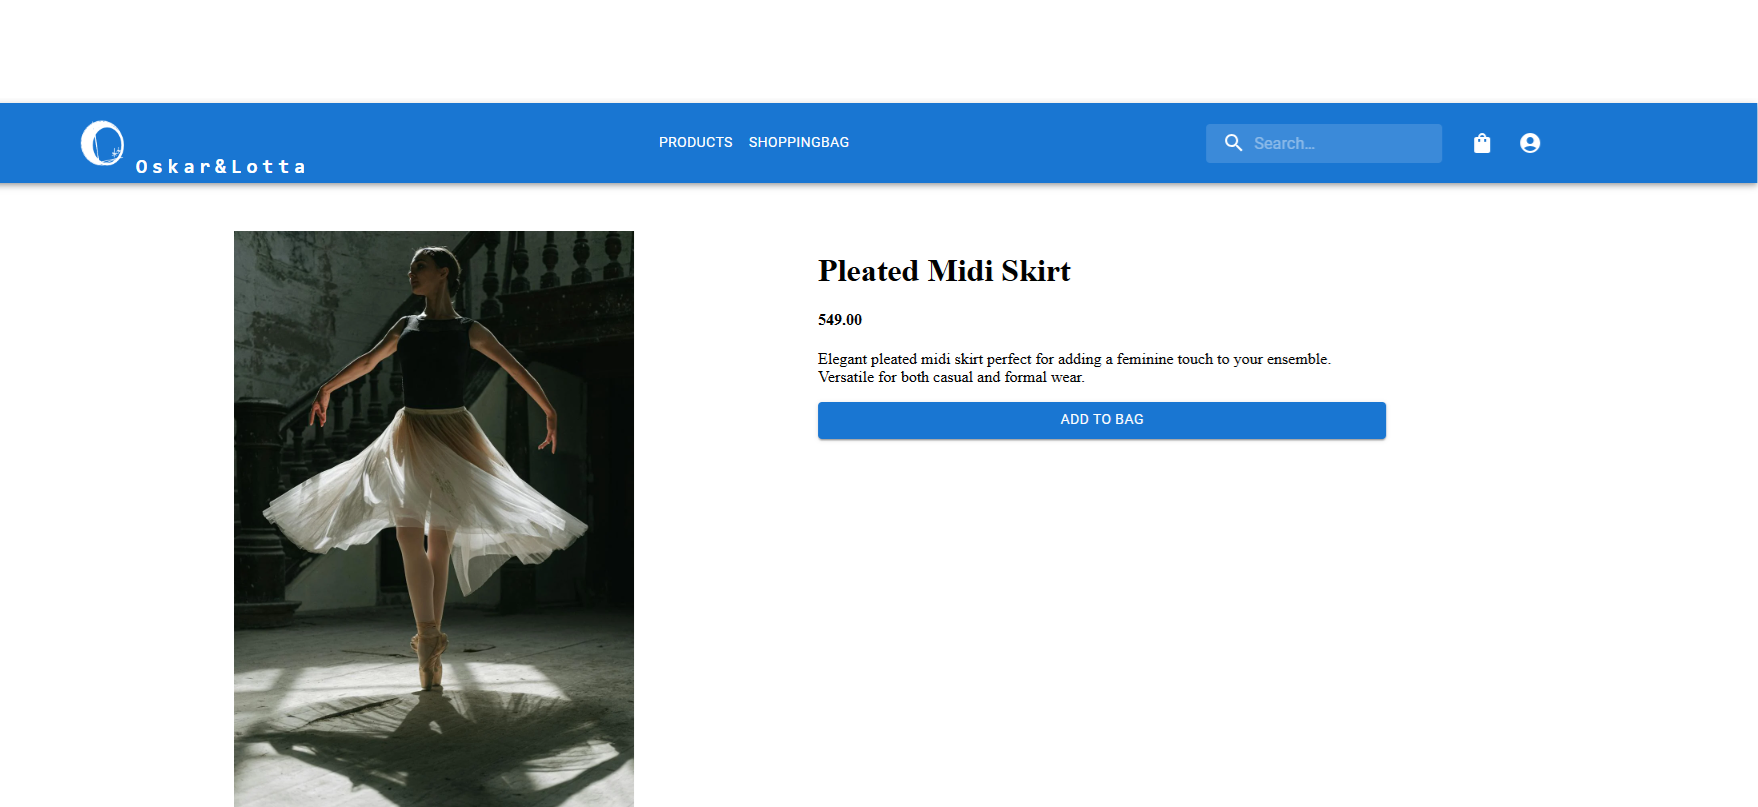 Oskar&Lotta
PRODUCTS SHOPPINGBAG
Search...
Pleated Midi Skirt
549.00
Elegant pleated midi skirt perfect for adding a feminine touch to your ensemble.
Versatile for both casual and formal wear.
ADD TO BAG